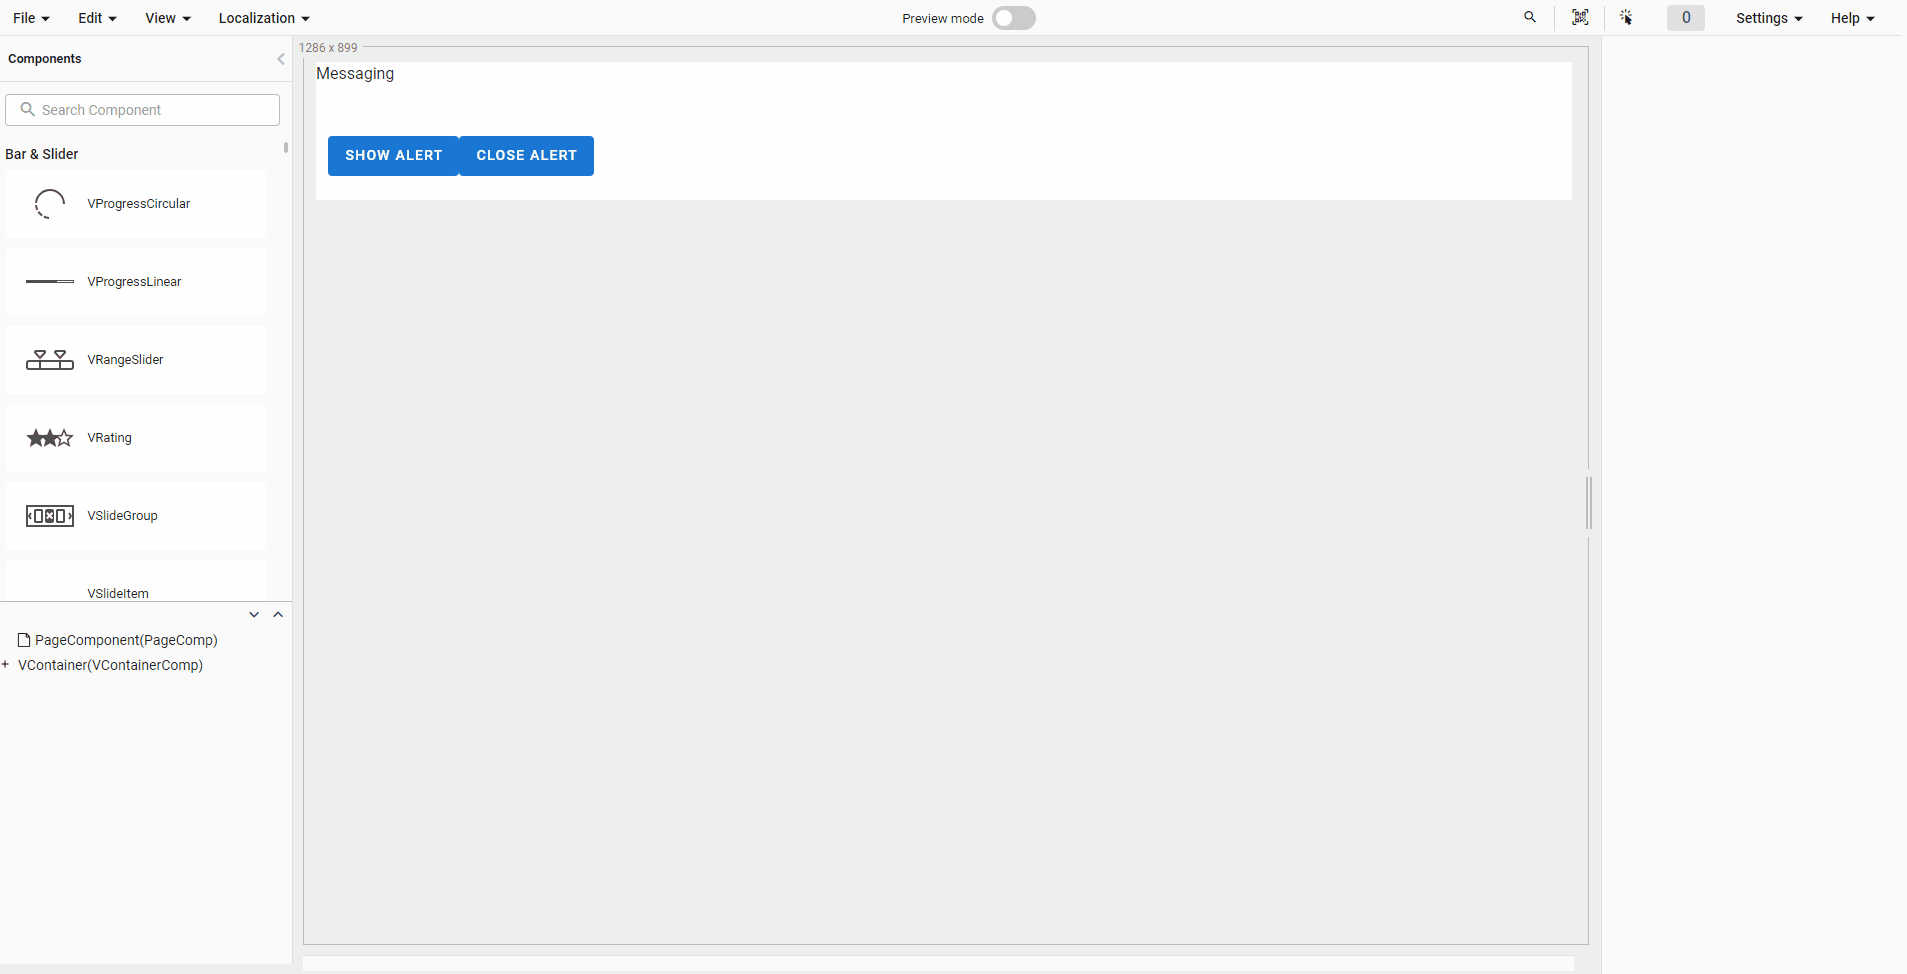 File Edit View Localization Preview mode 0 Settings Help
Components
1286 x 899
Messaging
Search Component
SHOW ALERT CLOSE ALERT
Bar & Slider
VProgressCircular
VProgressLinear
VRangeSlider
VRating
VSlideGroup
VSlideItem
PageComponent(PageComp)
+ VContainer(VContainerComp)